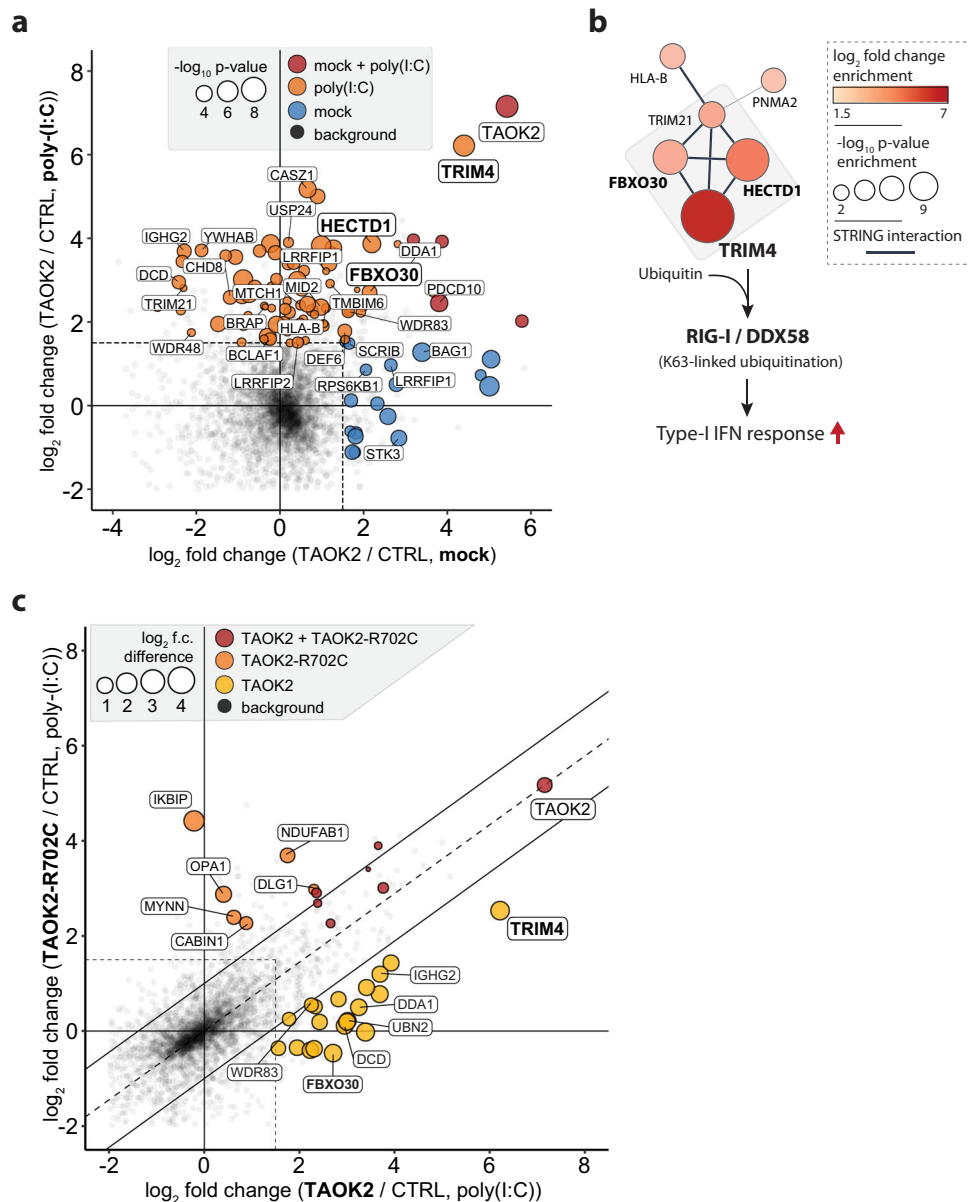 a
-log10 p-value
4 6 8
mock + poly(I:C)
poly(I:C)
mock
background
log2 fold change (TAOK2 / CTRL, poly-(I:C))
8
6
4
2
0
-2
TAOK2
TRIM4
CASZ1
USP24
HECTD1
IGHG2
YWHAB
LRRFIP1
DDA1
CHD8
FBXO30
DCD
MTCH1
MID2
PDCD10
TRIM21
TMBIM6
BRAP
HLA-B
WDR83
WDR48
BCLAF1
DEF6
SCRIB
BAG1
LRRFIP2
RPS6KB1
LRRFIP1
STK3
-4 -2 0 2 4 6
log2 fold change (TAOK2 / CTRL, mock)
b
HLA-B
PNMA2
TRIM21
FBXO30
HECTD1
TRIM4
Ubiquitin
RIG-I / DDX58
(K63-linked ubiquitination)
Type-I IFN response
log2 fold change
enrichment
1.5 7
-log10 p-value
enrichment
2 9
STRING interaction
c
log2 f.c.
difference
1 2 3 4
TAOK2 + TAOK2-R702C
TAOK2-R702C
TAOK2
background
log2 fold change (TAOK2-R702C / CTRL, poly-(I:C))
8
6
4
2
0
-2
IKBIP
NDUFAB1
TAOK2
OPA1
DLG1
MYNN
CABIN1
TRIM4
IGHG2
DDA1
UBN2
WDR83
DCD
FBXO30
-2 0 2 4 6 8
log2 fold change (TAOK2 / CTRL, poly(I:C))